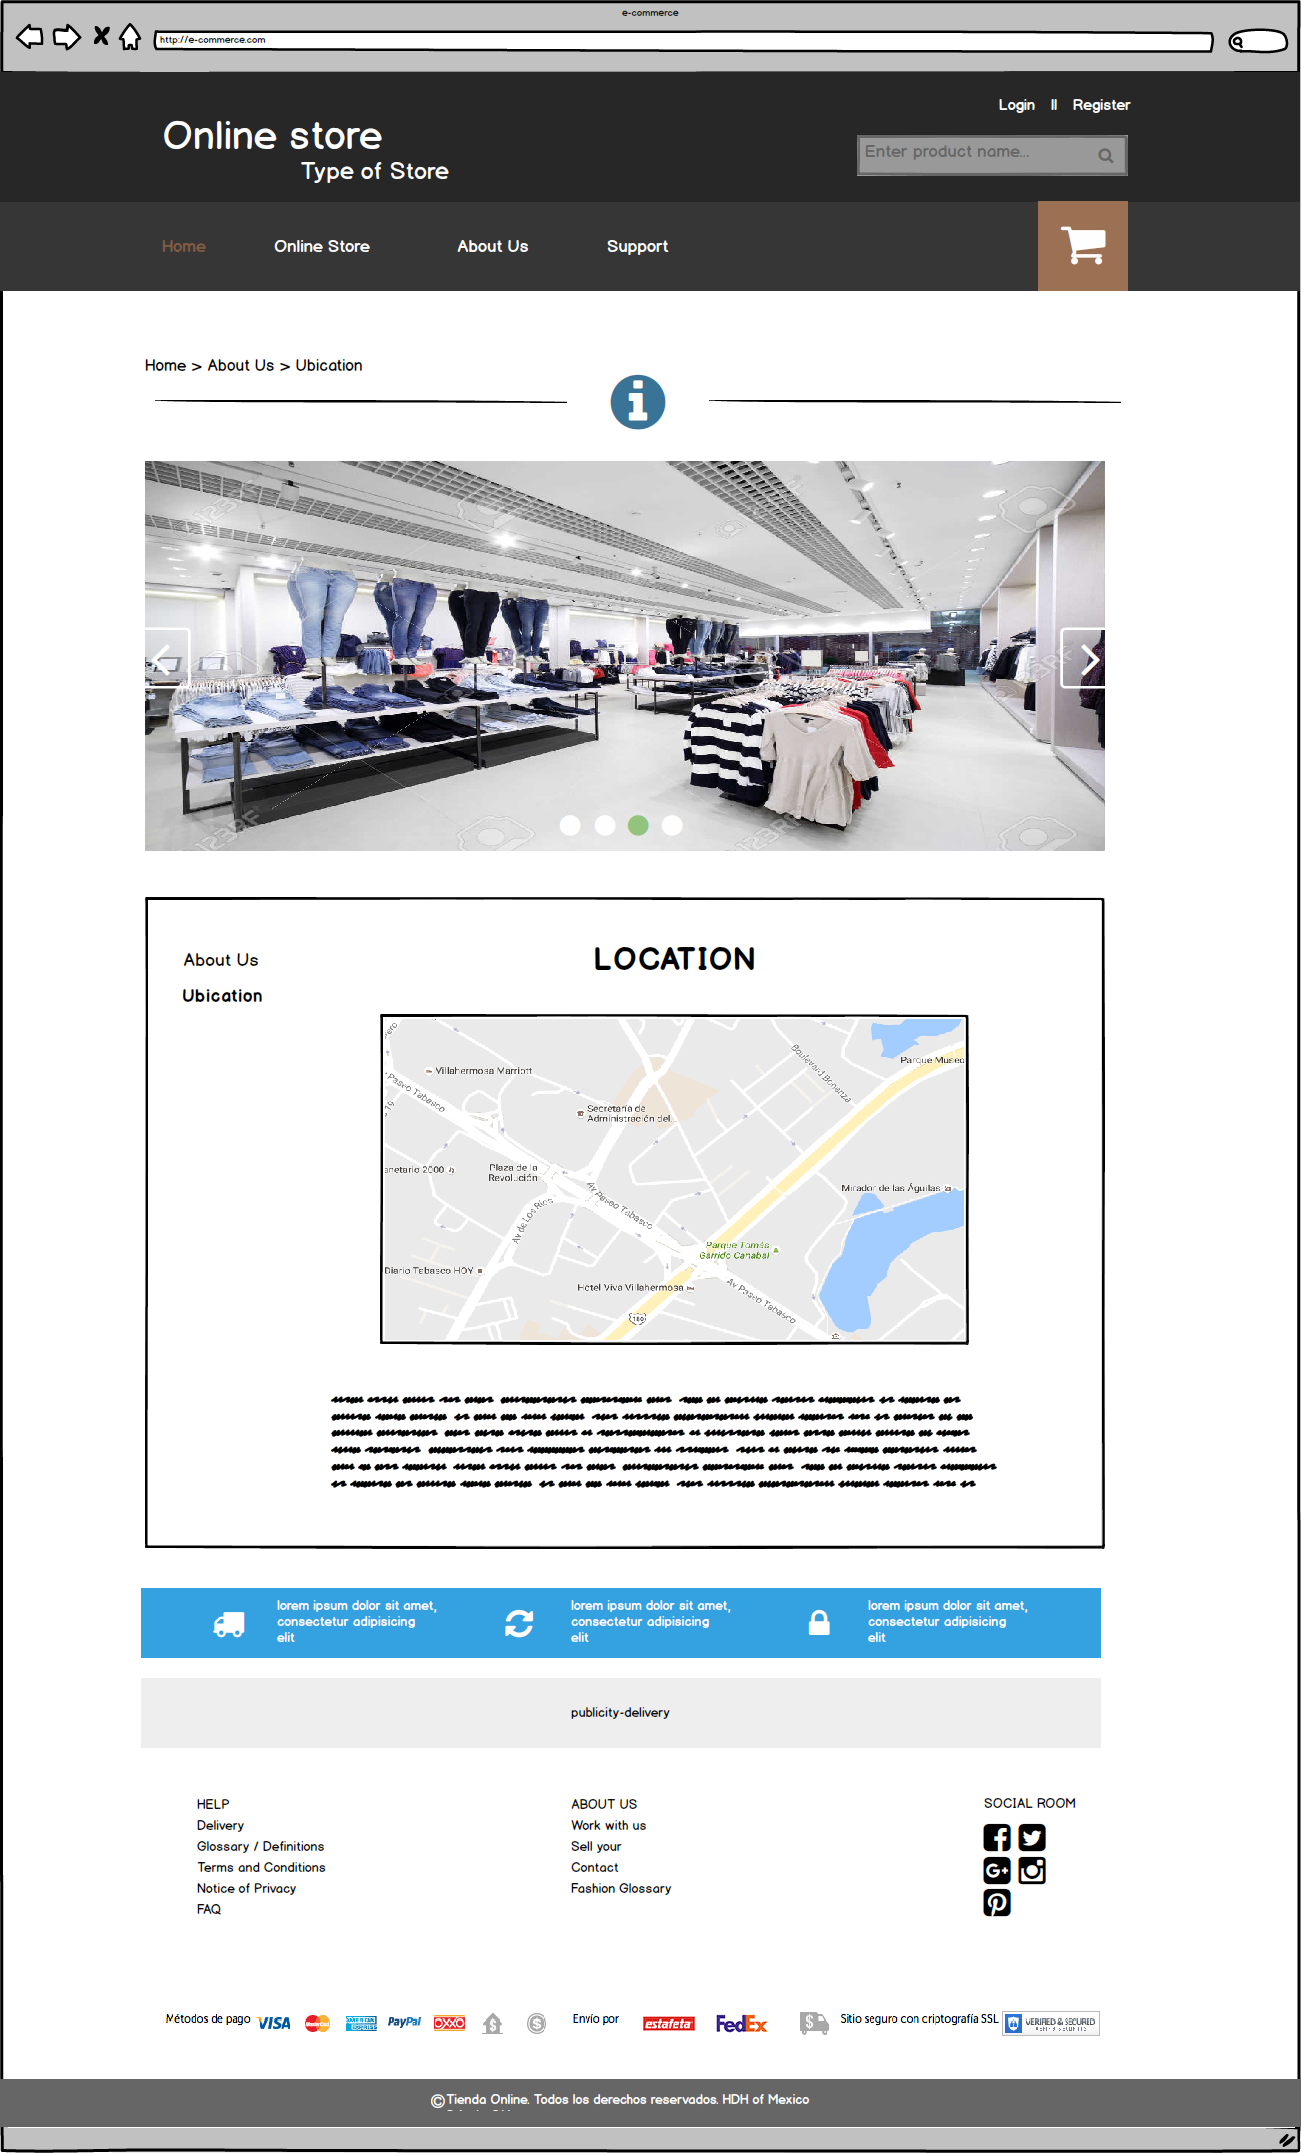 e-commerce
http://e-commerce.com
Login || Register
Online store
Type of Store
Enter product name...
Home Online Store About Us Support
Home > About Us > Ubication
123RF
123RF
123RF
123RF
LOCATION
About Us
Ubication
Parque Museo
Villahermosa Marriott
Boulevard Bonanza
Paseo Tabasco
Secretaría de
Administración del...
anetario 2000
Plaza de la
Revolución
Mirador de las Águilas
Av Paseo Tabasco
Av de Los Ríos
Parque Tomás
Garrido Canabal
Diario Tabasco HOY
Hotel Viva Villahermosa
Av Paseo Tabasco
180
lorem ipsum dolor sit amet,
consectetur adipisicing
elit
lorem ipsum dolor sit amet,
consectetur adipisicing
elit
lorem ipsum dolor sit amet,
consectetur adipisicing
elit
publicity-delivery
HELP
Delivery
Glossary / Definitions
Terms and Conditions
Notice of Privacy
FAQ
ABOUT US
Work with us
Sell your
Contact
Fashion Glossary
SOCIAL ROOM
Métodos de pago VISA MasterCard PayPal OXXO Envío por estafeta FedEx Sitio seguro con criptografía SSL VERIFIED & SECURED
©Tienda Online. Todos los derechos reservados. HDH of Mexico